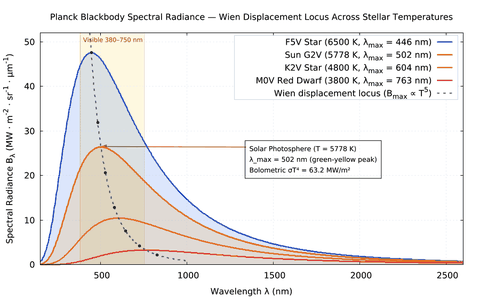 Planck Blackbody Spectral Radiance — Wien Displacement Locus Across Stellar Temperatures
Visible 380–750 nm
F5V Star (6500 K, λmax = 446 nm)
Sun G2V (5778 K, λmax = 502 nm)
K2V Star (4800 K, λmax = 604 nm)
M0V Red Dwarf (3800 K, λmax = 763 nm)
Wien displacement locus (Bmax ∝ T⁵)
Solar Photosphere (T = 5778 K)
λ_max = 502 nm (green-yellow peak)
Bolometric σT⁴ = 63.2 MW/m²
Spectral Radiance Bλ (MW · m⁻² · sr⁻¹ · μm⁻¹)
50
40
30
20
10
0
500
1000
1500
2000
2500
Wavelength λ (nm)